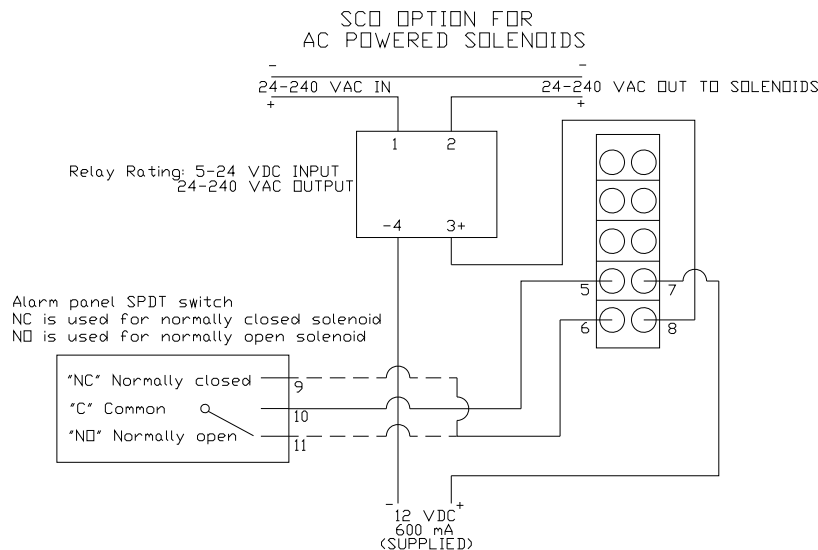 SCO OPTION FOR
AC POWERED SOLENOIDS
- -
24-240 VAC IN 24-240 VAC OUT TO SOLENOIDS
+ +
1 2
Relay Rating: 5-24 VDC INPUT
24-240 VAC OUTPUT
-4 3+
5 7
6 8
Alarm panel SPDT switch
NC is used for normally closed solenoid
NO is used for normally open solenoid
"NC" Normally closed 9
"C" Common 10
"NO" Normally open 11
- +
12 VDC
600 mA
(SUPPLIED)